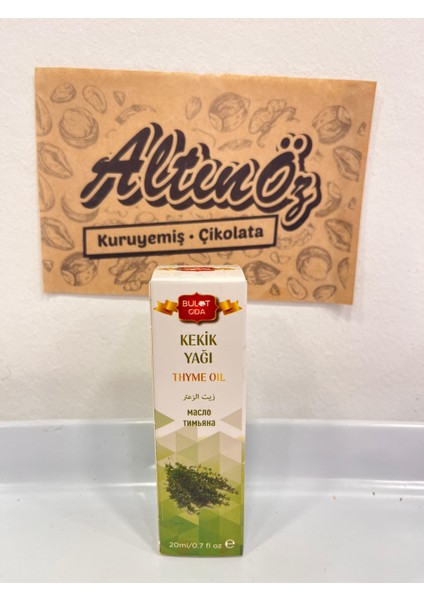 Altınöz
Kuruyemiş • Çikolata
BULUT
GIDA
KEKİK
YAĞI
THYME OIL
زيت الزعتر
масло
тимьяна
20ml/0.7 fl oz ℮